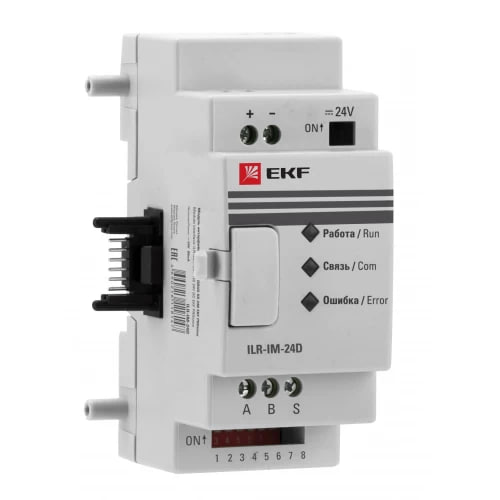 + -
⎓24V
ON↑
EKF
Работа / Run
Связь / Com
Ошибка / Error
ILR-IM-24D
A B S
ON↑
1 2 3 4 5 6 7 8
EAC